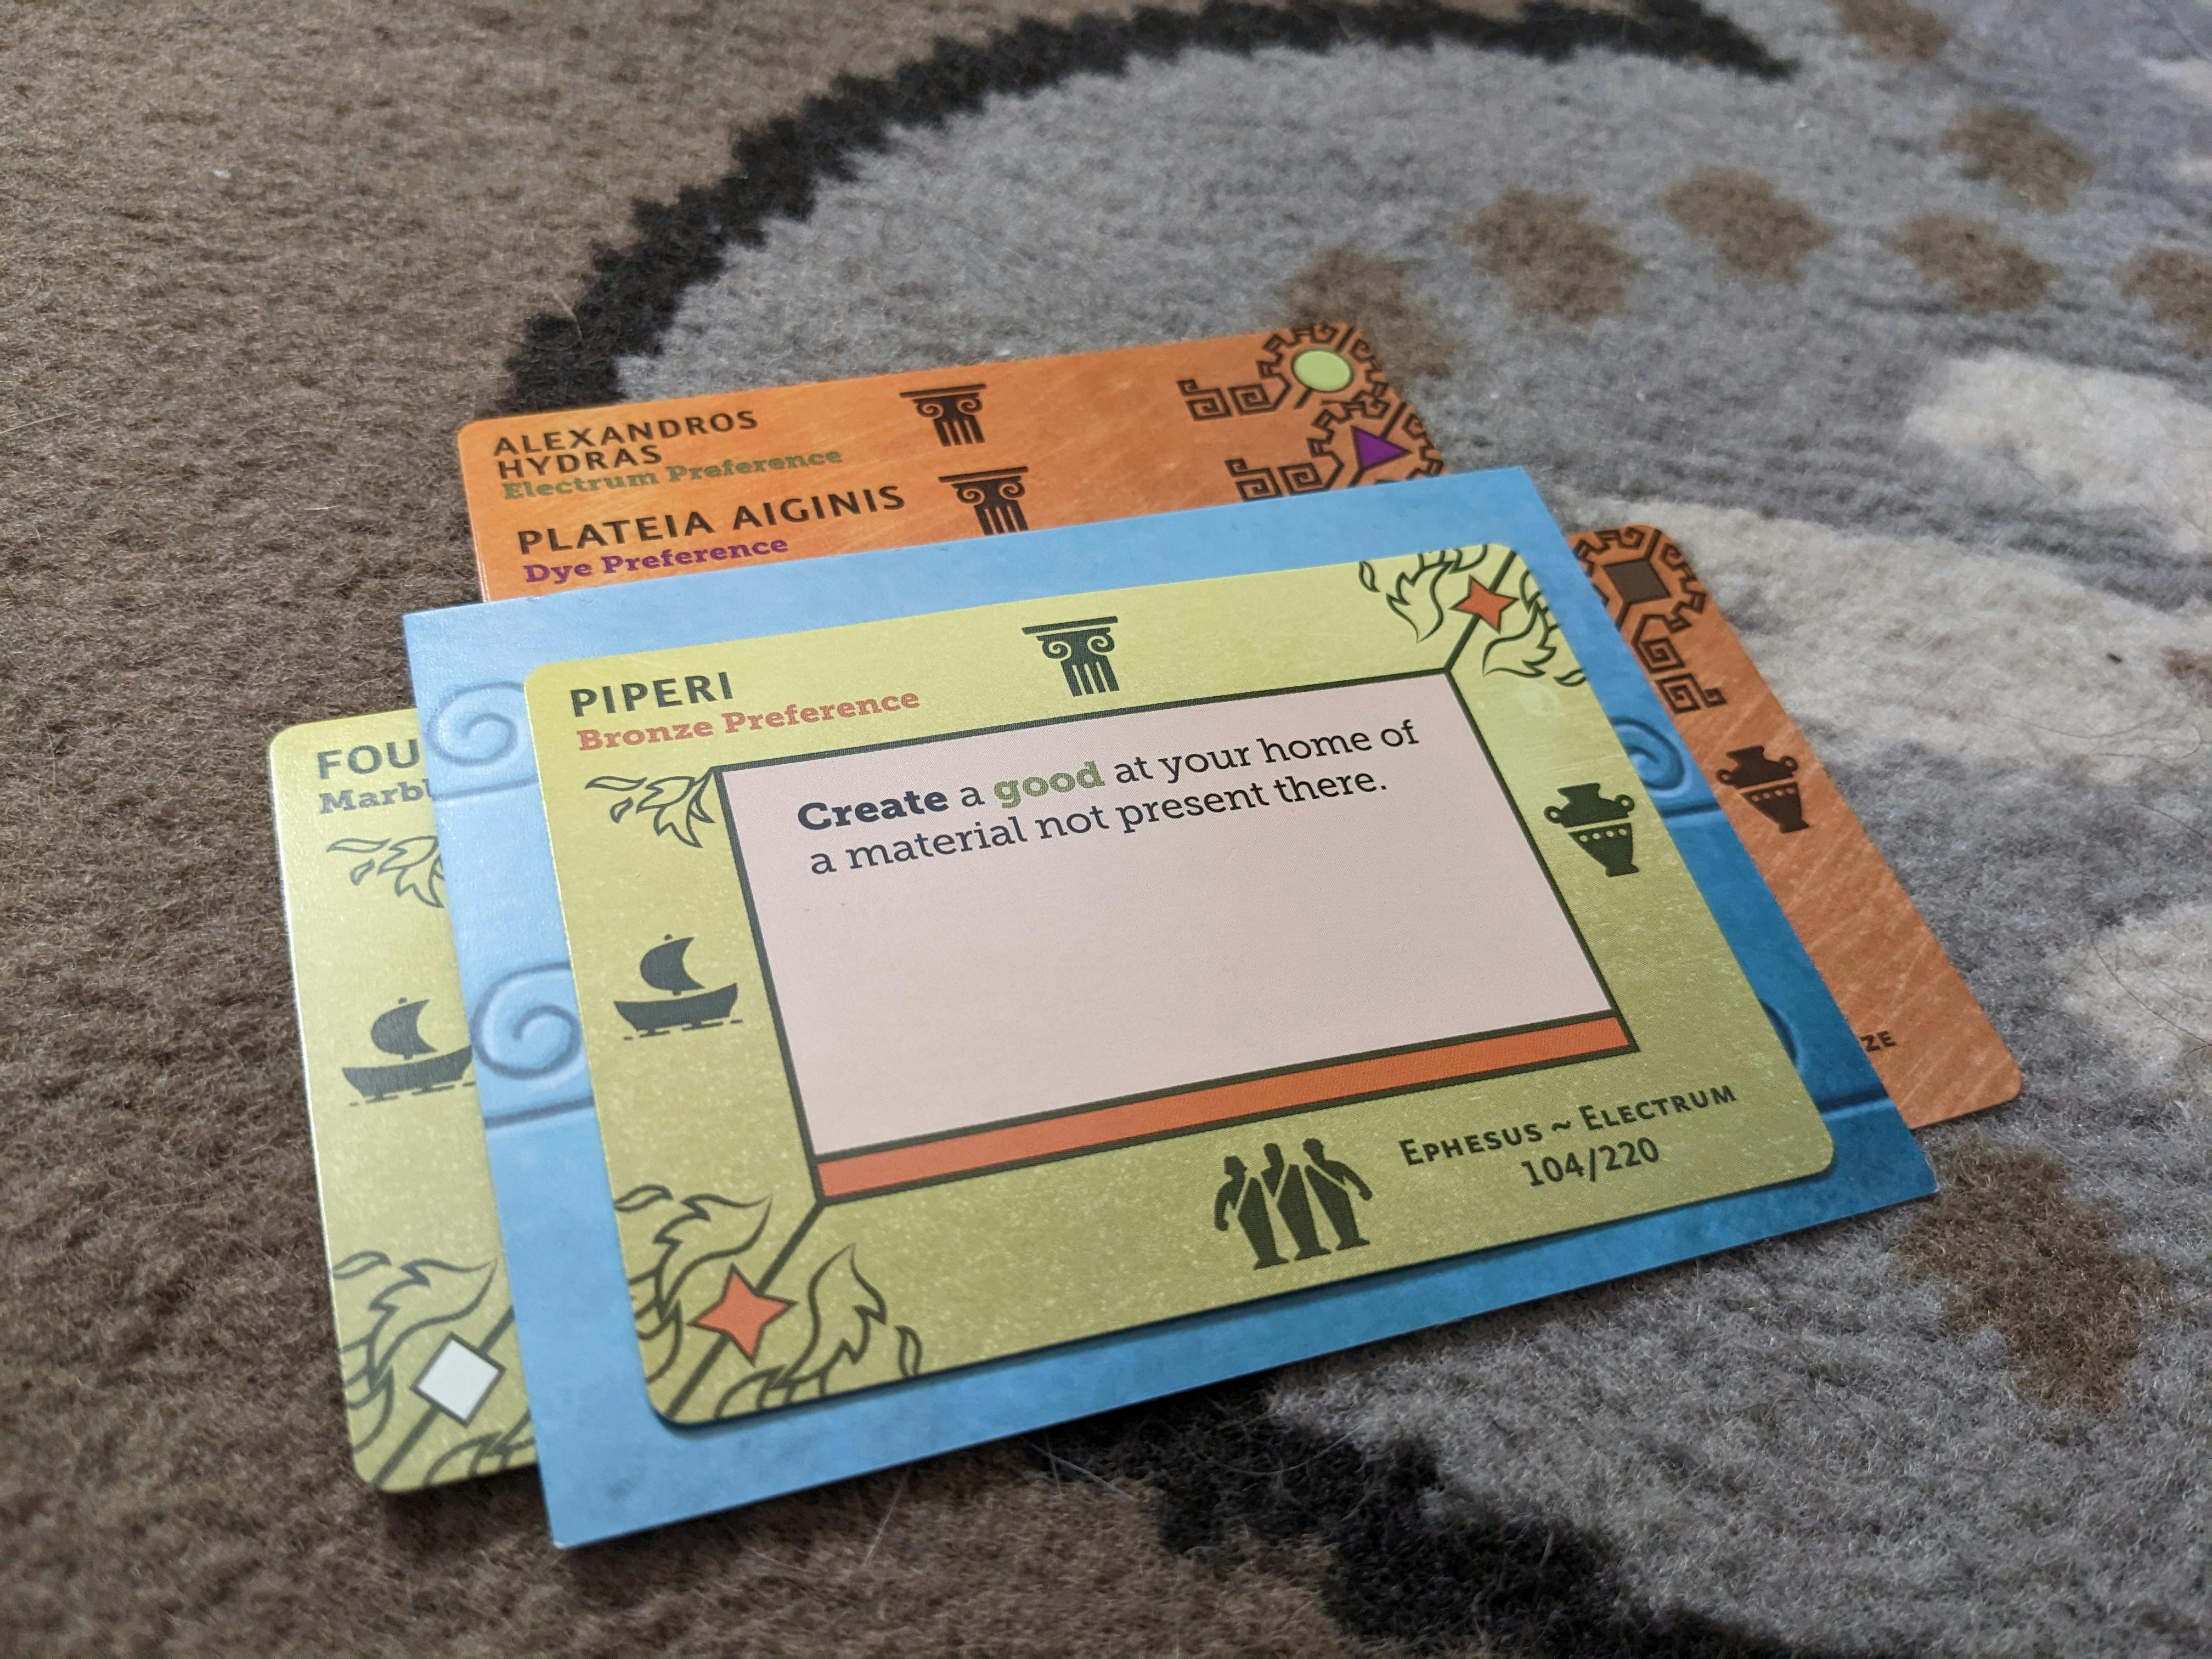 ALEXANDROS
HYDRAS
Electrum Preference
PLATEIA AIGINIS
Dye Preference
PIPERI
Bronze Preference
Create a good at your home of
a material not present there.
EPHESUS ~ ELECTRUM
104/220